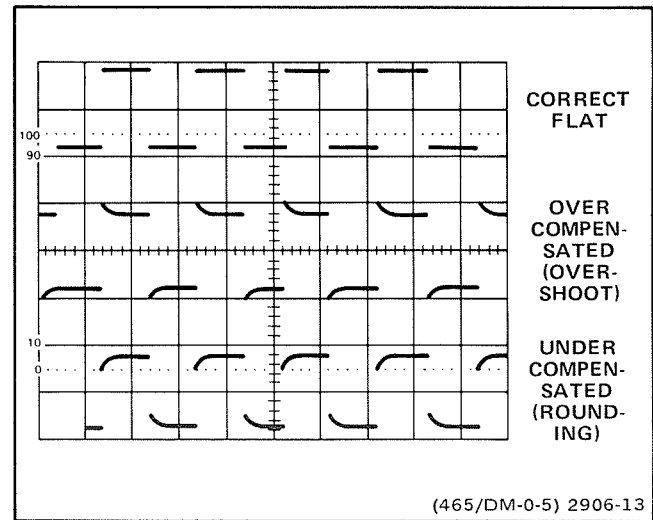 CORRECT
FLAT
100
90
OVER
COMPEN-
SATED
(OVER-
SHOOT)
10
0
UNDER
COMPEN-
SATED
(ROUND-
ING)
(465/DM-0-5) 2906-13